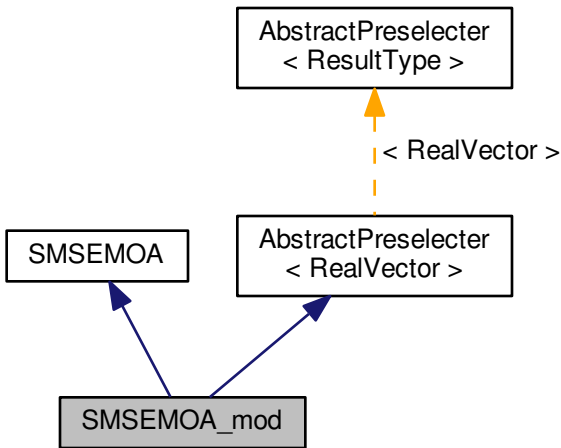 AbstractPreselecter
< ResultType >
< RealVector >
SMSEMOA
AbstractPreselecter
< RealVector >
SMSEMOA_mod